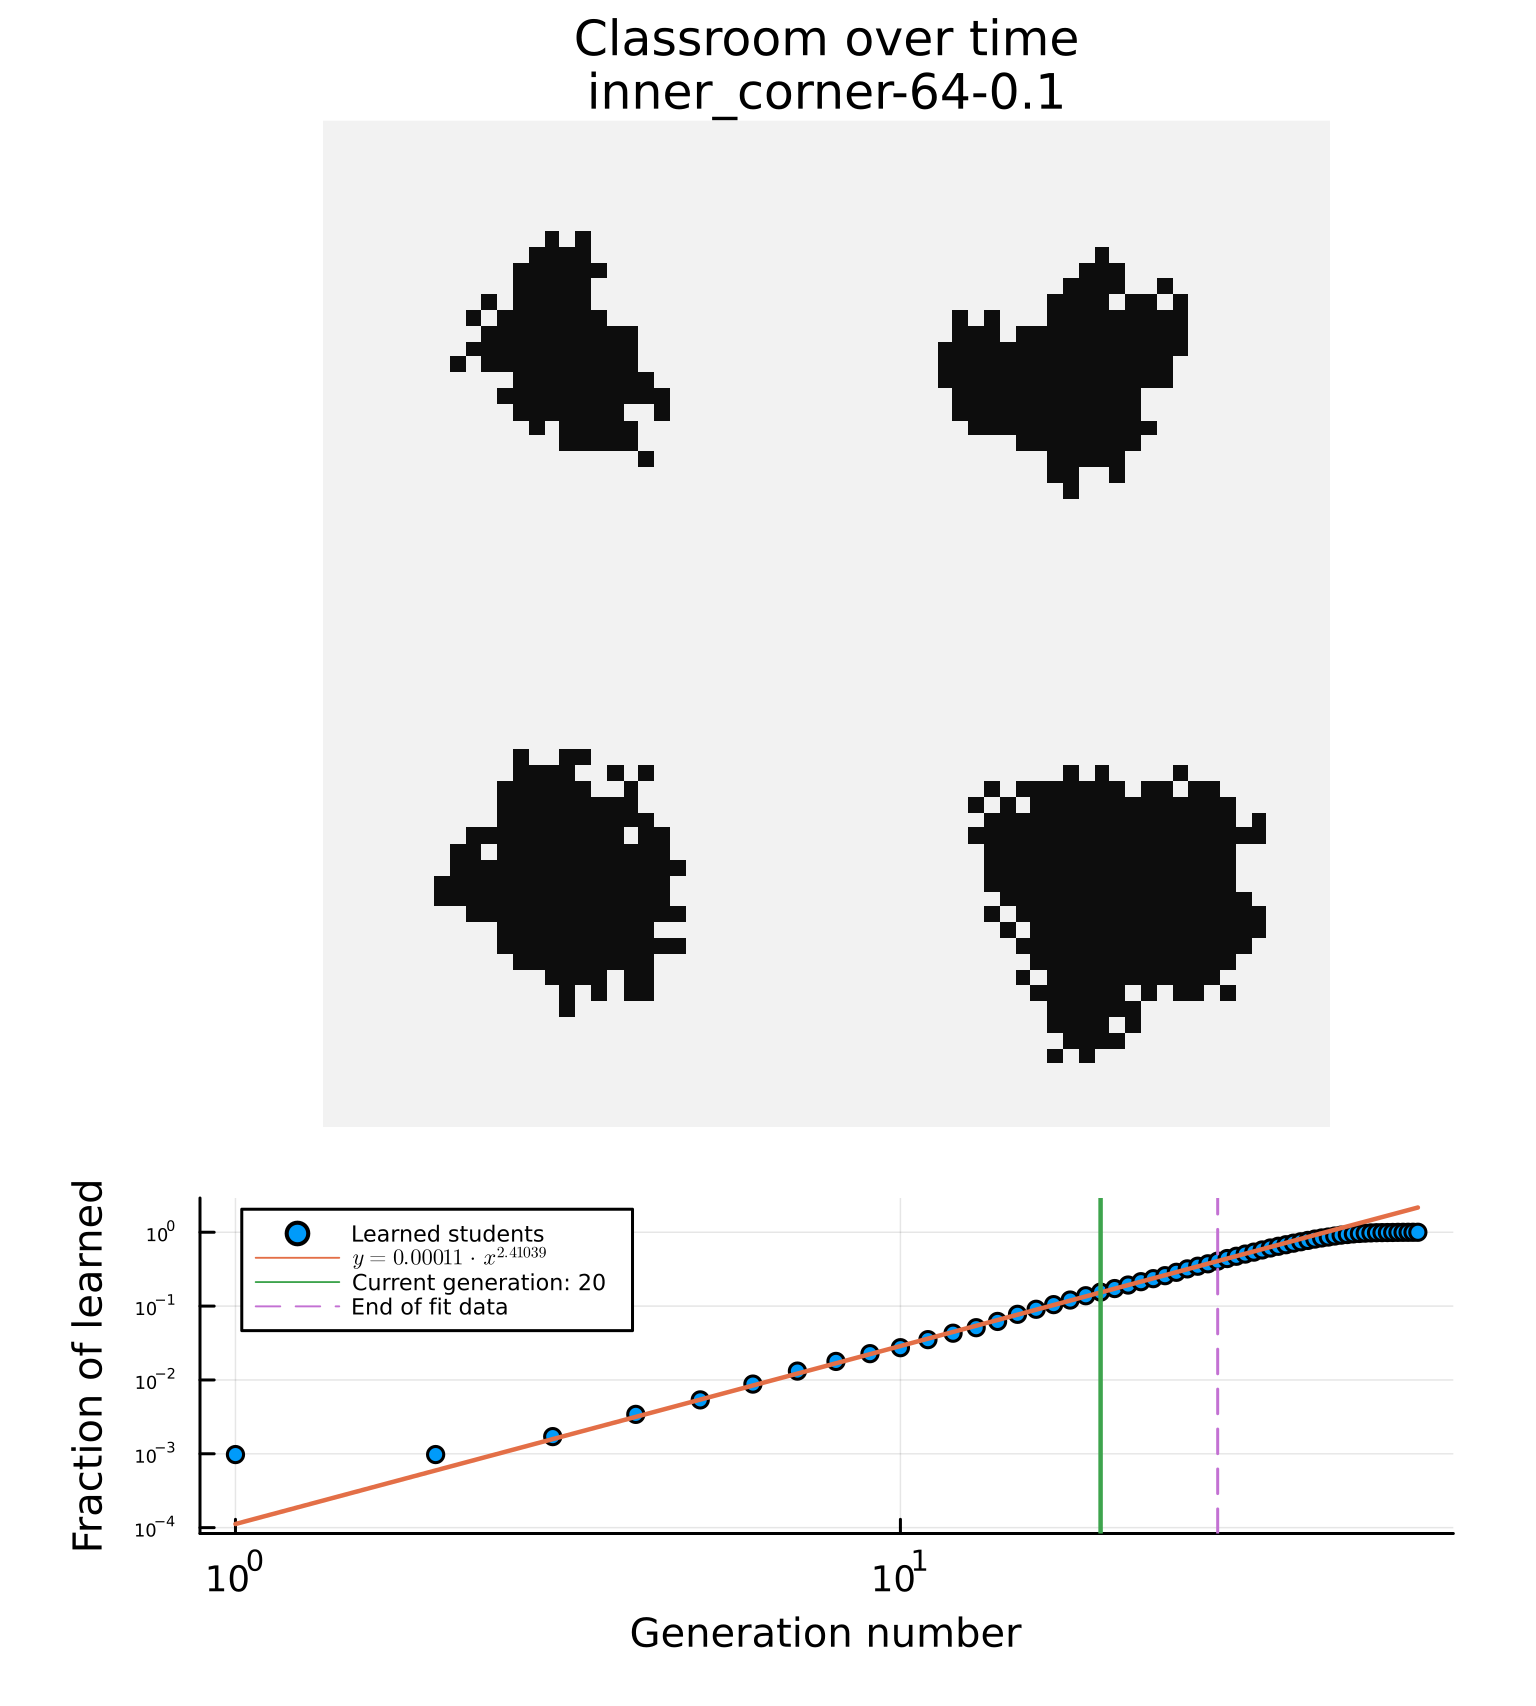 Classroom over time
inner_corner-64-0.1
Fraction of learned
10^0
10^−1
10^−2
10^−3
10^−4
Learned students
y = 0.00011 · x^2.41039
Current generation: 20
End of fit data
10^0
10^1
Generation number